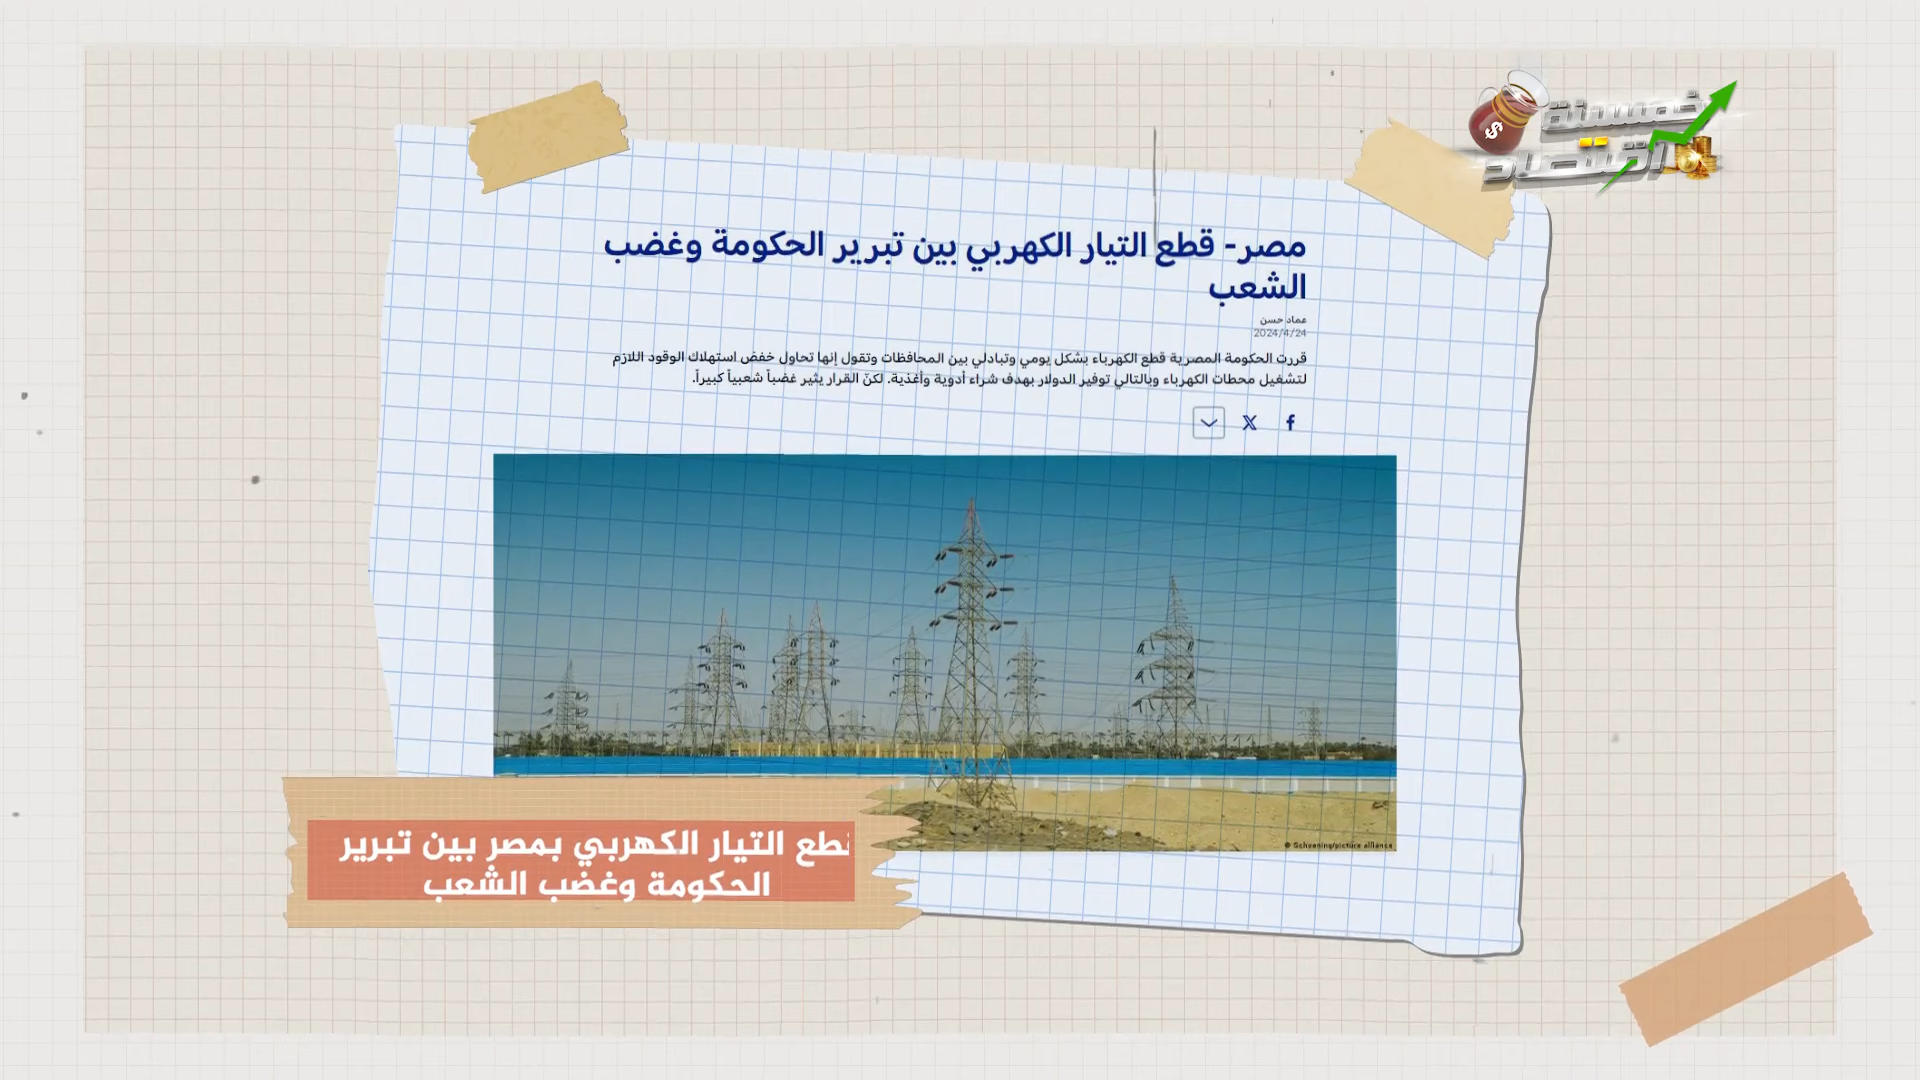 خمسينة
اقتصاد
$
مصر- قطع التيار الكهربي بين تبرير الحكومة وغضب
الشعب
عماد حسن
2024/4/24
قررت الحكومة المصرية قطع الكهرباء بشكل يومي وتبادلي بين المحافظات وتقول إنها تحاول خفض استهلاك الوقود اللازم
لتشغيل محطات الكهرباء وبالتالي توفير الدولار بهدف شراء أدوية وأغذية. لكنّ القرار يثير غضباً شعبياً كبيراً.
© Schoening/picture alliance
قطع التيار الكهربي بمصر بين تبرير
الحكومة وغضب الشعب